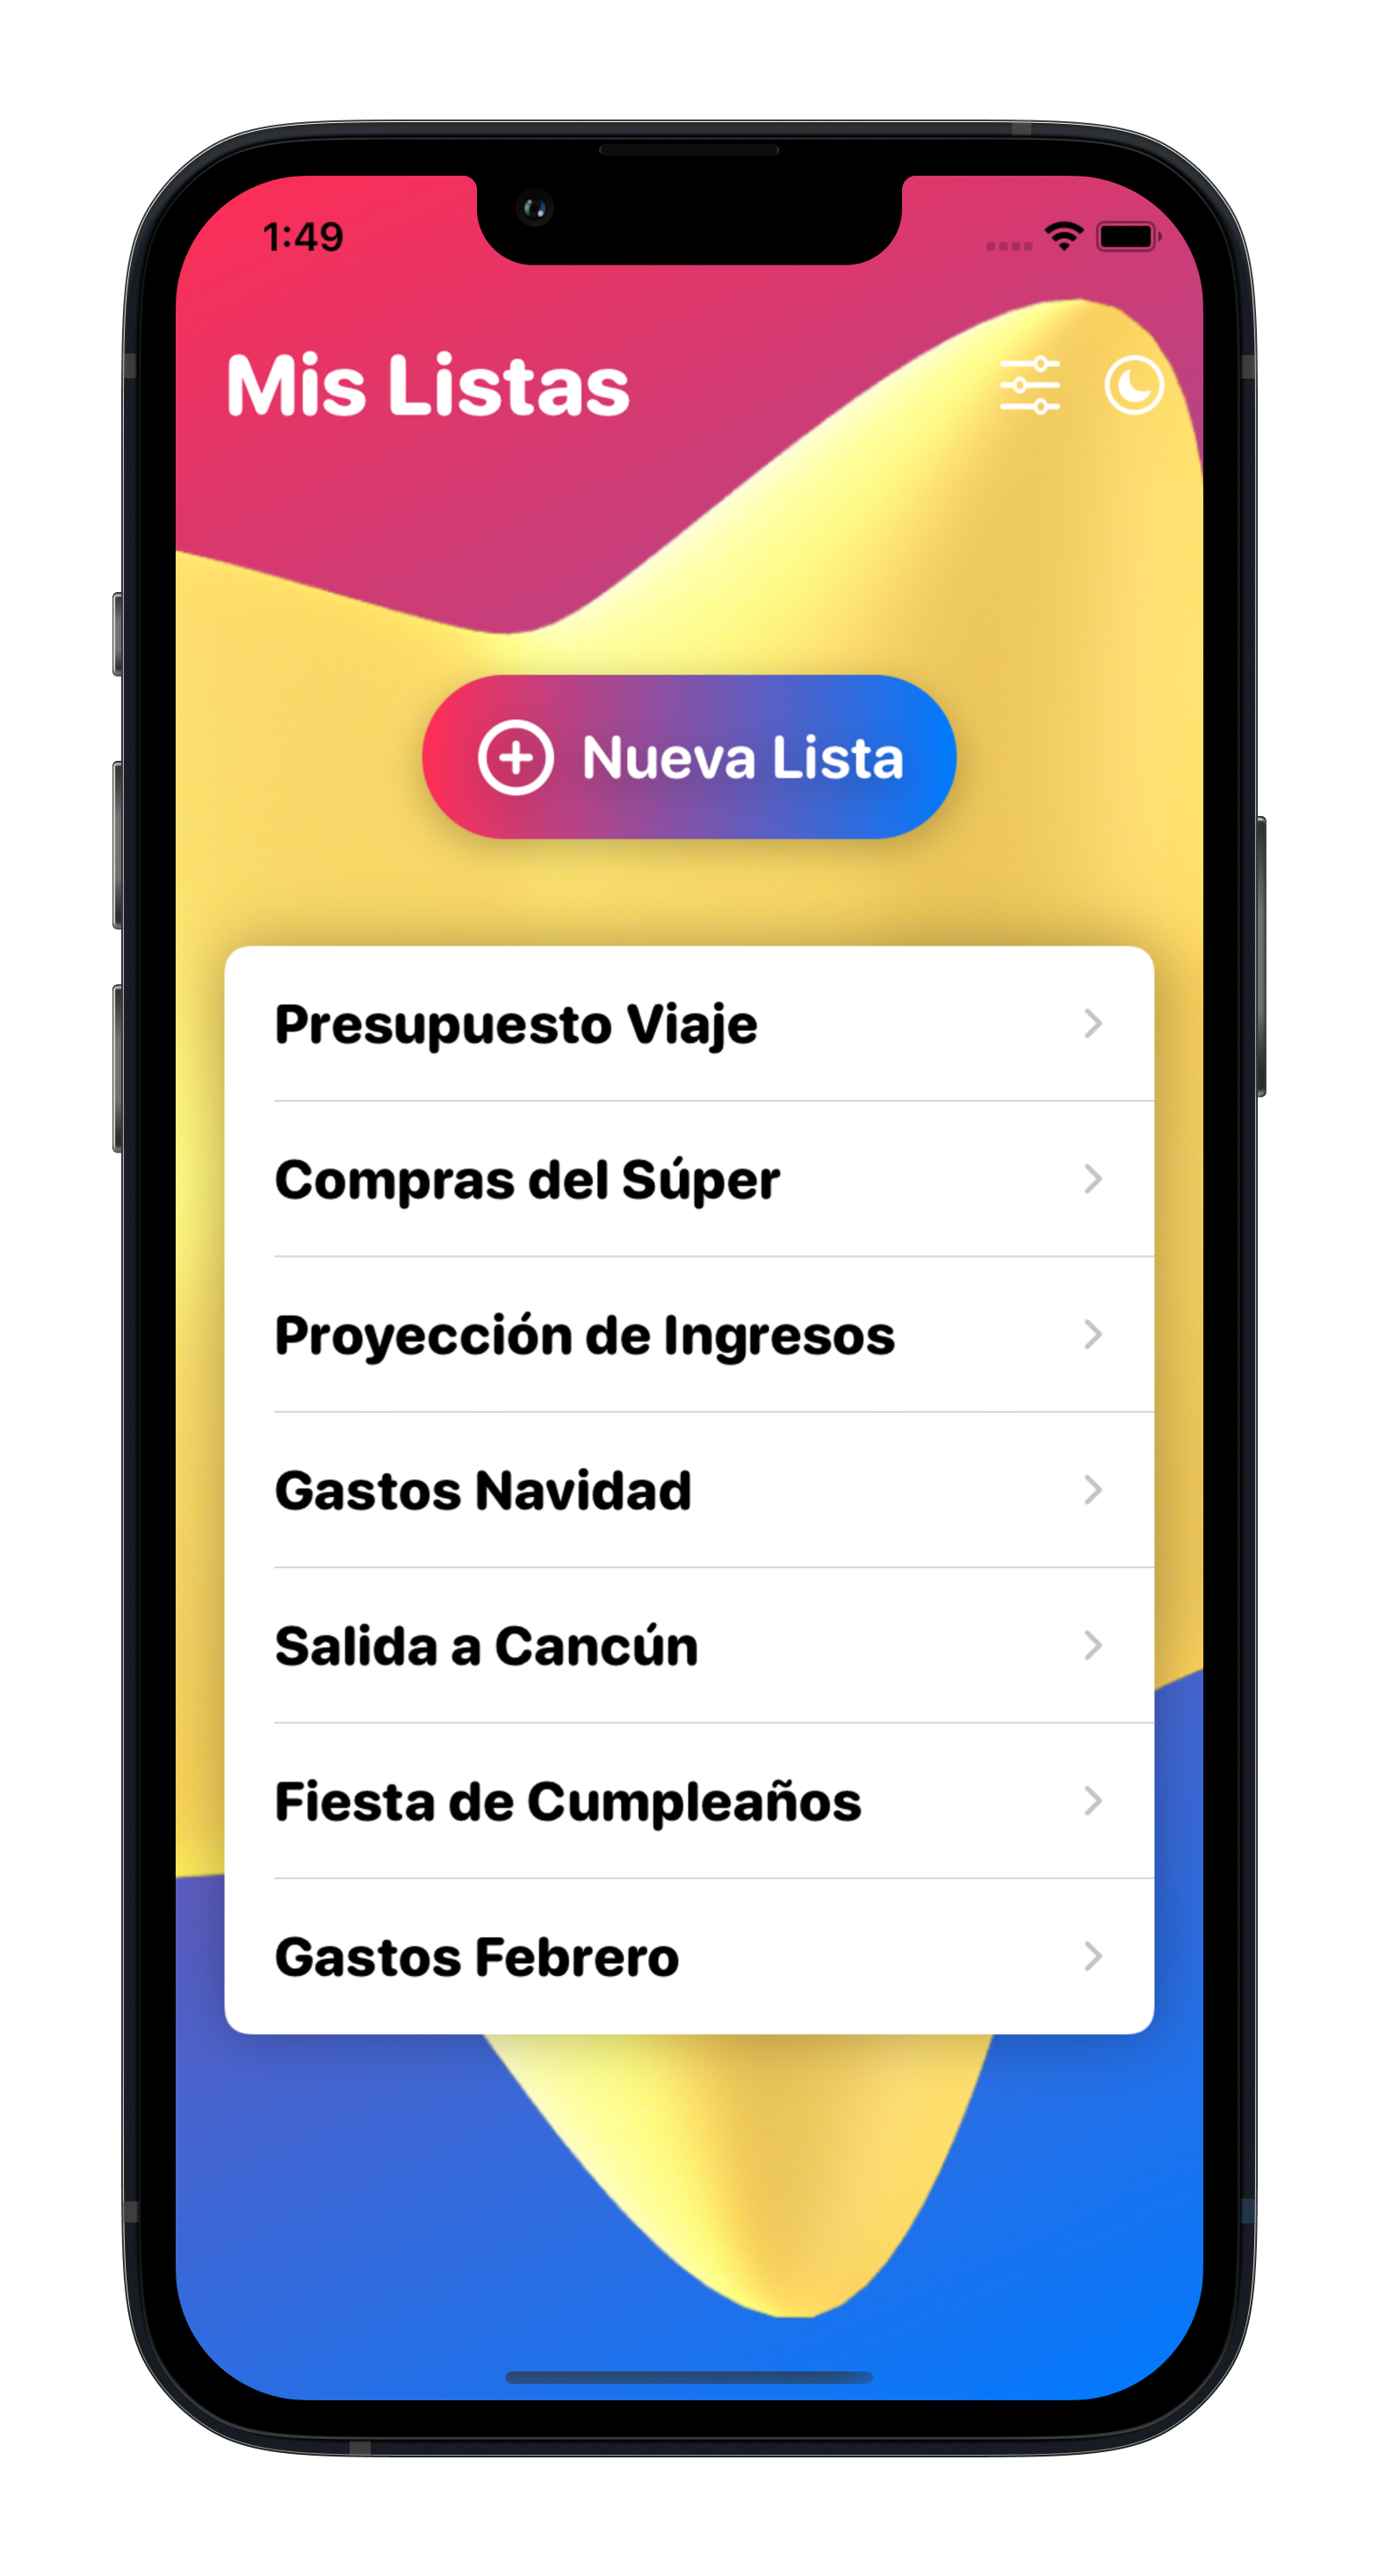 1:49
Mis Listas
Nueva Lista
Presupuesto Viaje
Compras del Súper
Proyección de Ingresos
Gastos Navidad
Salida a Cancún
Fiesta de Cumpleaños
Gastos Febrero